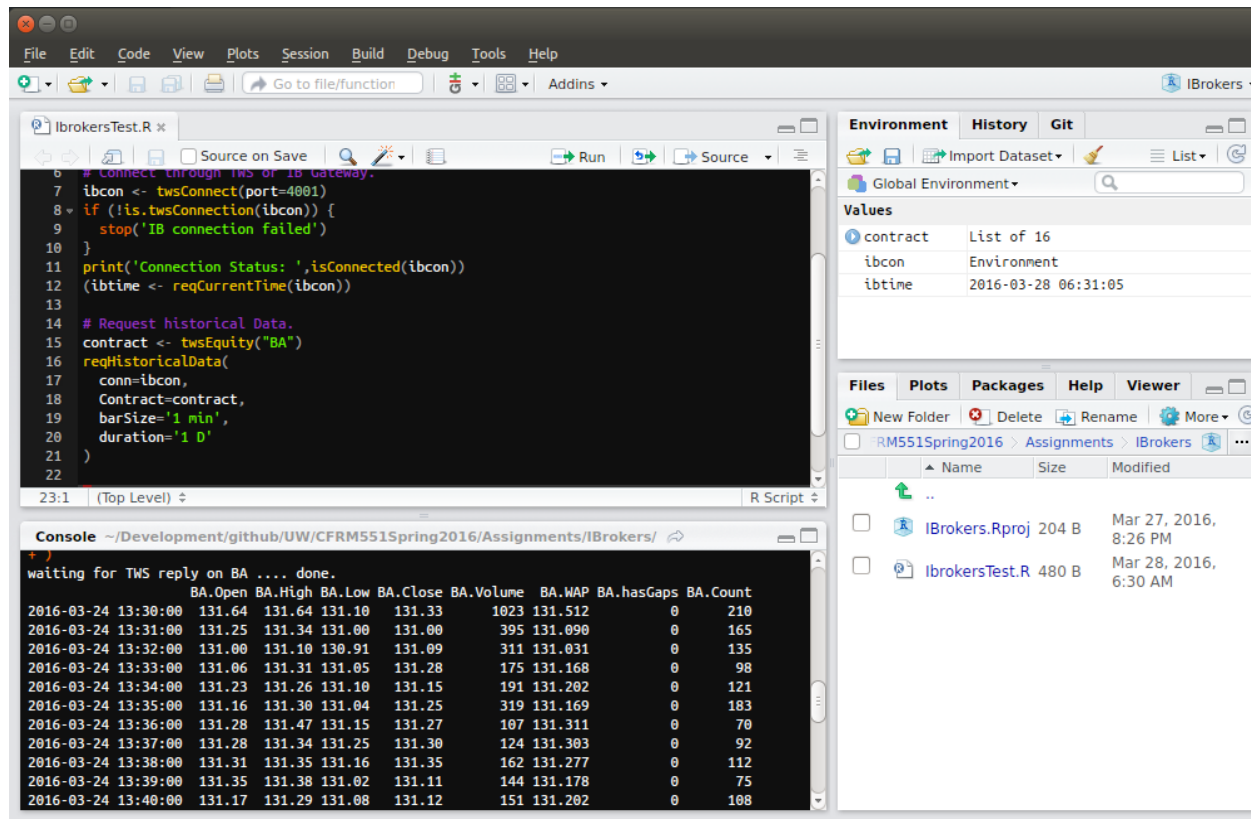 File Edit Code View Plots Session Build Debug Tools Help
Go to file/function Addins IBrokers
IbrokersTest.R
Source on Save Run Source
6 # Connect through TWS or IB Gateway.
7 ibcon <- twsConnect(port=4001)
8 if (!is.twsConnection(ibcon)) {
9 stop('IB connection failed')
10 }
11 print('Connection Status: ',isConnected(ibcon))
12 (ibtime <- reqCurrentTime(ibcon))
13
14 # Request historical Data.
15 contract <- twsEquity("BA")
16 reqHistoricalData(
17 conn=ibcon,
18 Contract=contract,
19 barSize='1 min',
20 duration='1 D'
21 )
22
23:1 (Top Level) R Script
Console ~/Development/github/UW/CFRM551Spring2016/Assignments/IBrokers/
+ )
waiting for TWS reply on BA .... done.
BA.Open BA.High BA.Low BA.Close BA.Volume BA.WAP BA.hasGaps BA.Count
2016-03-24 13:30:00 131.64 131.64 131.10 131.33 1023 131.512 0 210
2016-03-24 13:31:00 131.25 131.34 131.00 131.00 395 131.090 0 165
2016-03-24 13:32:00 131.00 131.10 130.91 131.09 311 131.031 0 135
2016-03-24 13:33:00 131.06 131.31 131.05 131.28 175 131.168 0 98
2016-03-24 13:34:00 131.23 131.26 131.10 131.15 191 131.202 0 121
2016-03-24 13:35:00 131.16 131.30 131.04 131.25 319 131.169 0 183
2016-03-24 13:36:00 131.28 131.47 131.15 131.27 107 131.311 0 70
2016-03-24 13:37:00 131.28 131.34 131.25 131.30 124 131.303 0 92
2016-03-24 13:38:00 131.31 131.35 131.16 131.35 162 131.277 0 112
2016-03-24 13:39:00 131.35 131.38 131.02 131.11 144 131.178 0 75
2016-03-24 13:40:00 131.17 131.29 131.08 131.12 151 131.202 0 108
Environment History Git
Import Dataset List
Global Environment
Values
contract List of 16
ibcon Environment
ibtime 2016-03-28 06:31:05
Files Plots Packages Help Viewer
New Folder Delete Rename More
FRM551Spring2016 > Assignments > IBrokers ...
Name Size Modified
..
IBrokers.Rproj 204 B Mar 27, 2016,
8:26 PM
IbrokersTest.R 480 B Mar 28, 2016,
6:30 AM